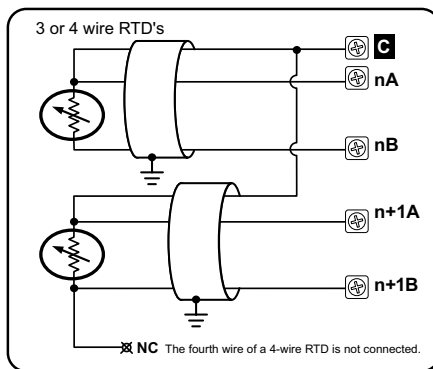 3 or 4 wire RTD's
C
nA
nB
n+1A
n+1B
NC The fourth wire of a 4-wire RTD is not connected.